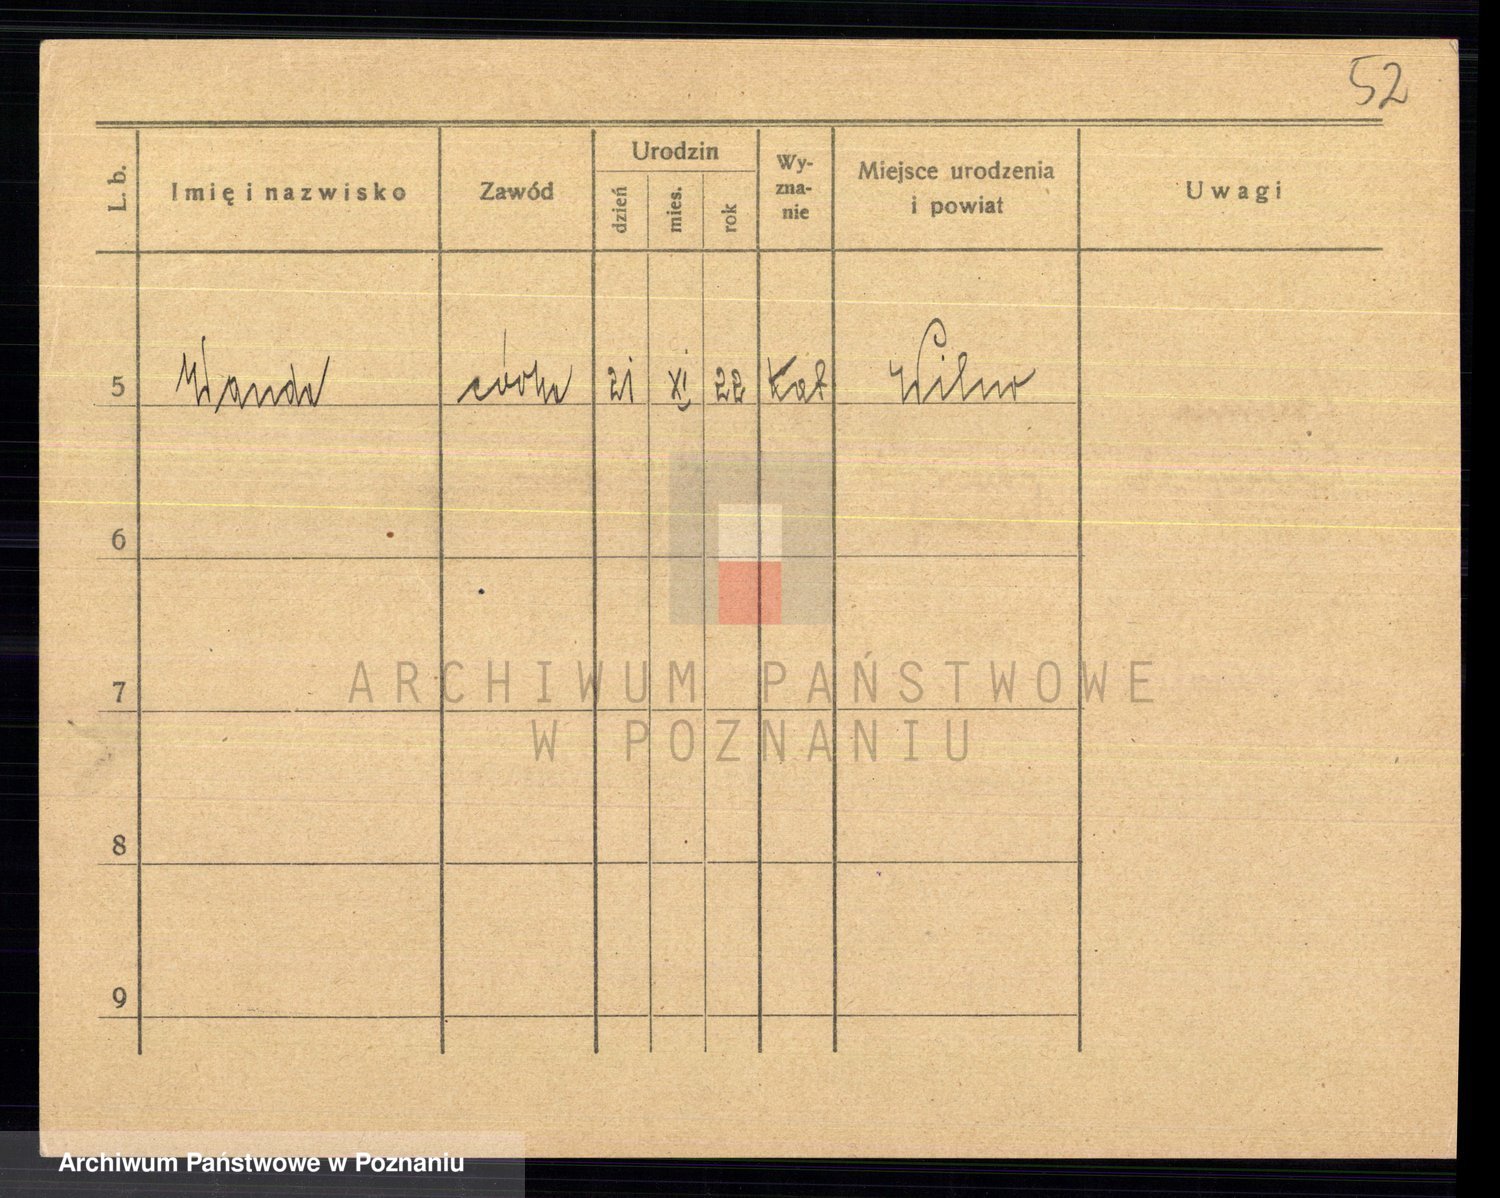 52
L. b. Imię i nazwisko Zawód Urodzin dzień mies. rok Wy-zna-nie Miejsce urodzenia i powiat Uwagi
5 Wanda córka 21 XI 22 Kat Wilno
6
7
8
9
ARCHIWUM PAŃSTWOWE
W POZNANIU
Archiwum Państwowe w Poznaniu